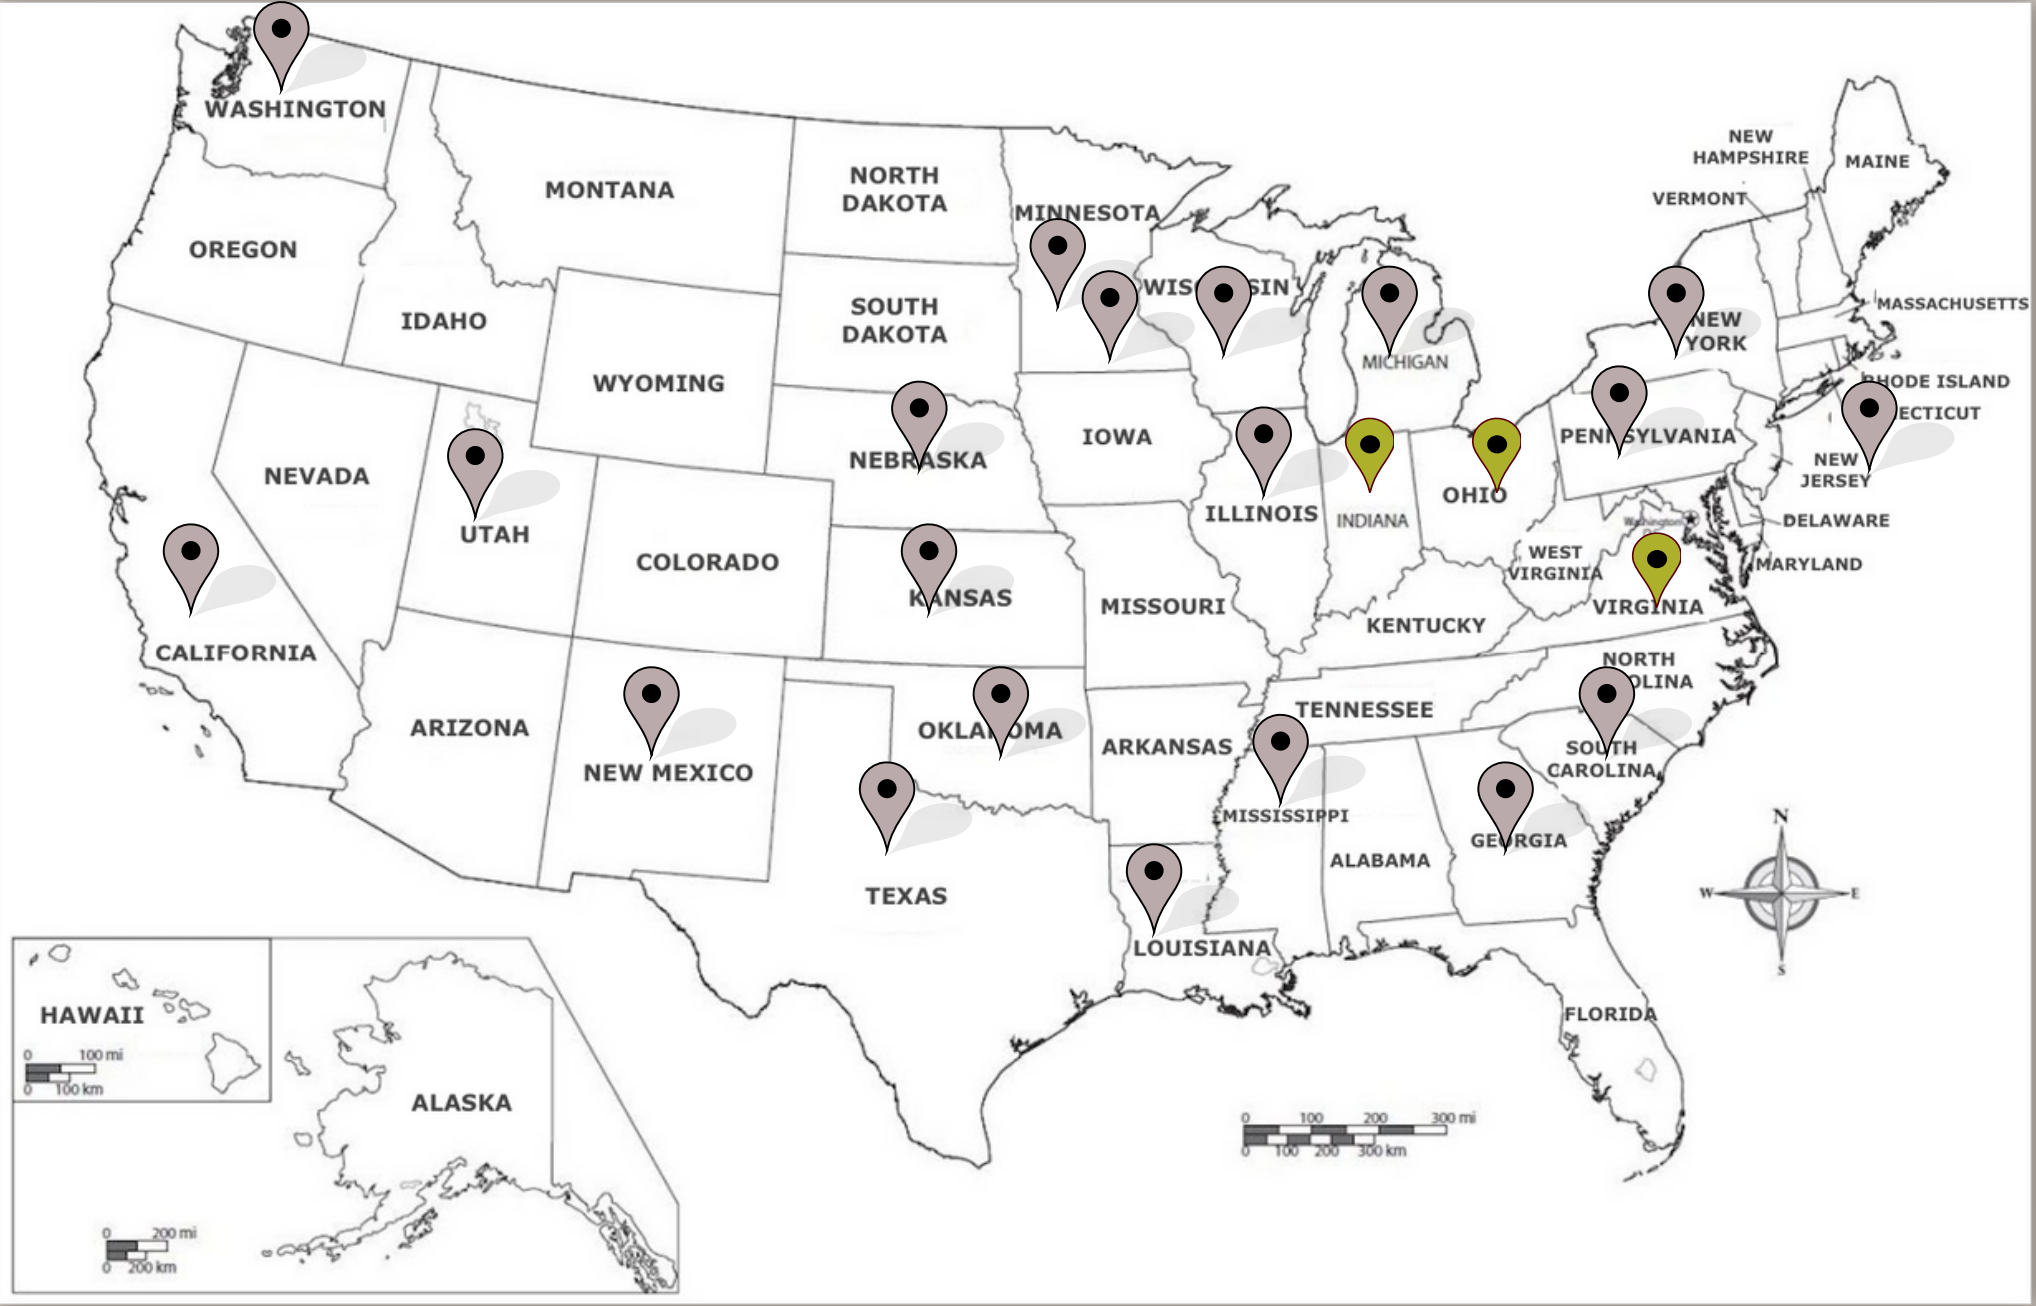 WASHINGTON
MONTANA
NORTH
DAKOTA
MINNESOTA
NEW
HAMPSHIRE
MAINE
VERMONT
OREGON
IDAHO
SOUTH
DAKOTA
MICHIGAN
NEW
YORK
MASSACHUSETTS
RHODE ISLAND
WYOMING
NEBRASKA
IOWA
PENNSYLVANIA
NEW
JERSEY
NEVADA
UTAH
COLORADO
ILLINOIS
INDIANA
OHIO
Washington
DELAWARE
MARYLAND
WEST
VIRGINIA
VIRGINIA
CALIFORNIA
KANSAS
MISSOURI
KENTUCKY
NORTH
ARIZONA
NEW MEXICO
OKLAHOMA
ARKANSAS
TENNESSEE
SOUTH
CAROLINA
MISSISSIPPI
ALABAMA
GEORGIA
TEXAS
LOUISIANA
FLORIDA
N
W E
S
HAWAII
0 100 mi
0 100 km
ALASKA
0 200 mi
0 200 km
0 100 200 300 mi
0 100 200 300 km